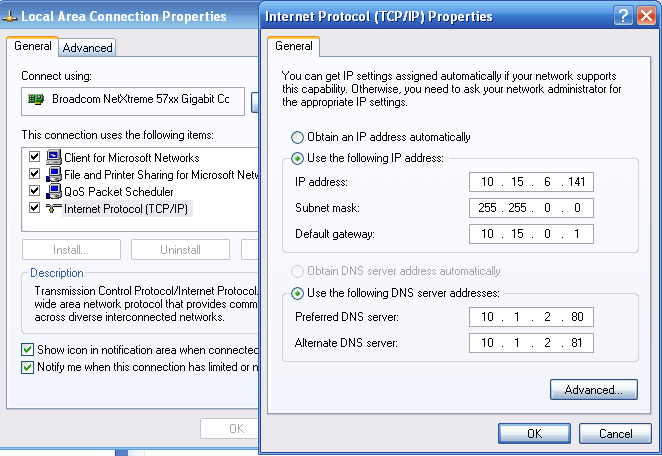 Local Area Connection Properties
General
Advanced
Connect using:
Broadcom NetXtreme 57xx Gigabit Cc
This connection uses the following items:
Client for Microsoft Networks
File and Printer Sharing for Microsoft Netw
QoS Packet Scheduler
Internet Protocol (TCP/IP)
Install...
Uninstall
Description
Transmission Control Protocol/Internet Protocol.
wide area network protocol that provides comm
across diverse interconnected networks.
Show icon in notification area when connected
Notify me when this connection has limited or n
OK
Internet Protocol (TCP/IP) Properties
General
You can get IP settings assigned automatically if your network supports
this capability. Otherwise, you need to ask your network administrator for
the appropriate IP settings.
Obtain an IP address automatically
Use the following IP address:
IP address: 10 . 15 . 6 . 141
Subnet mask: 255 . 255 . 0 . 0
Default gateway: 10 . 15 . 0 . 1
Obtain DNS server address automatically
Use the following DNS server addresses:
Preferred DNS server: 10 . 1 . 2 . 80
Alternate DNS server: 10 . 1 . 2 . 81
Advanced...
OK
Cancel